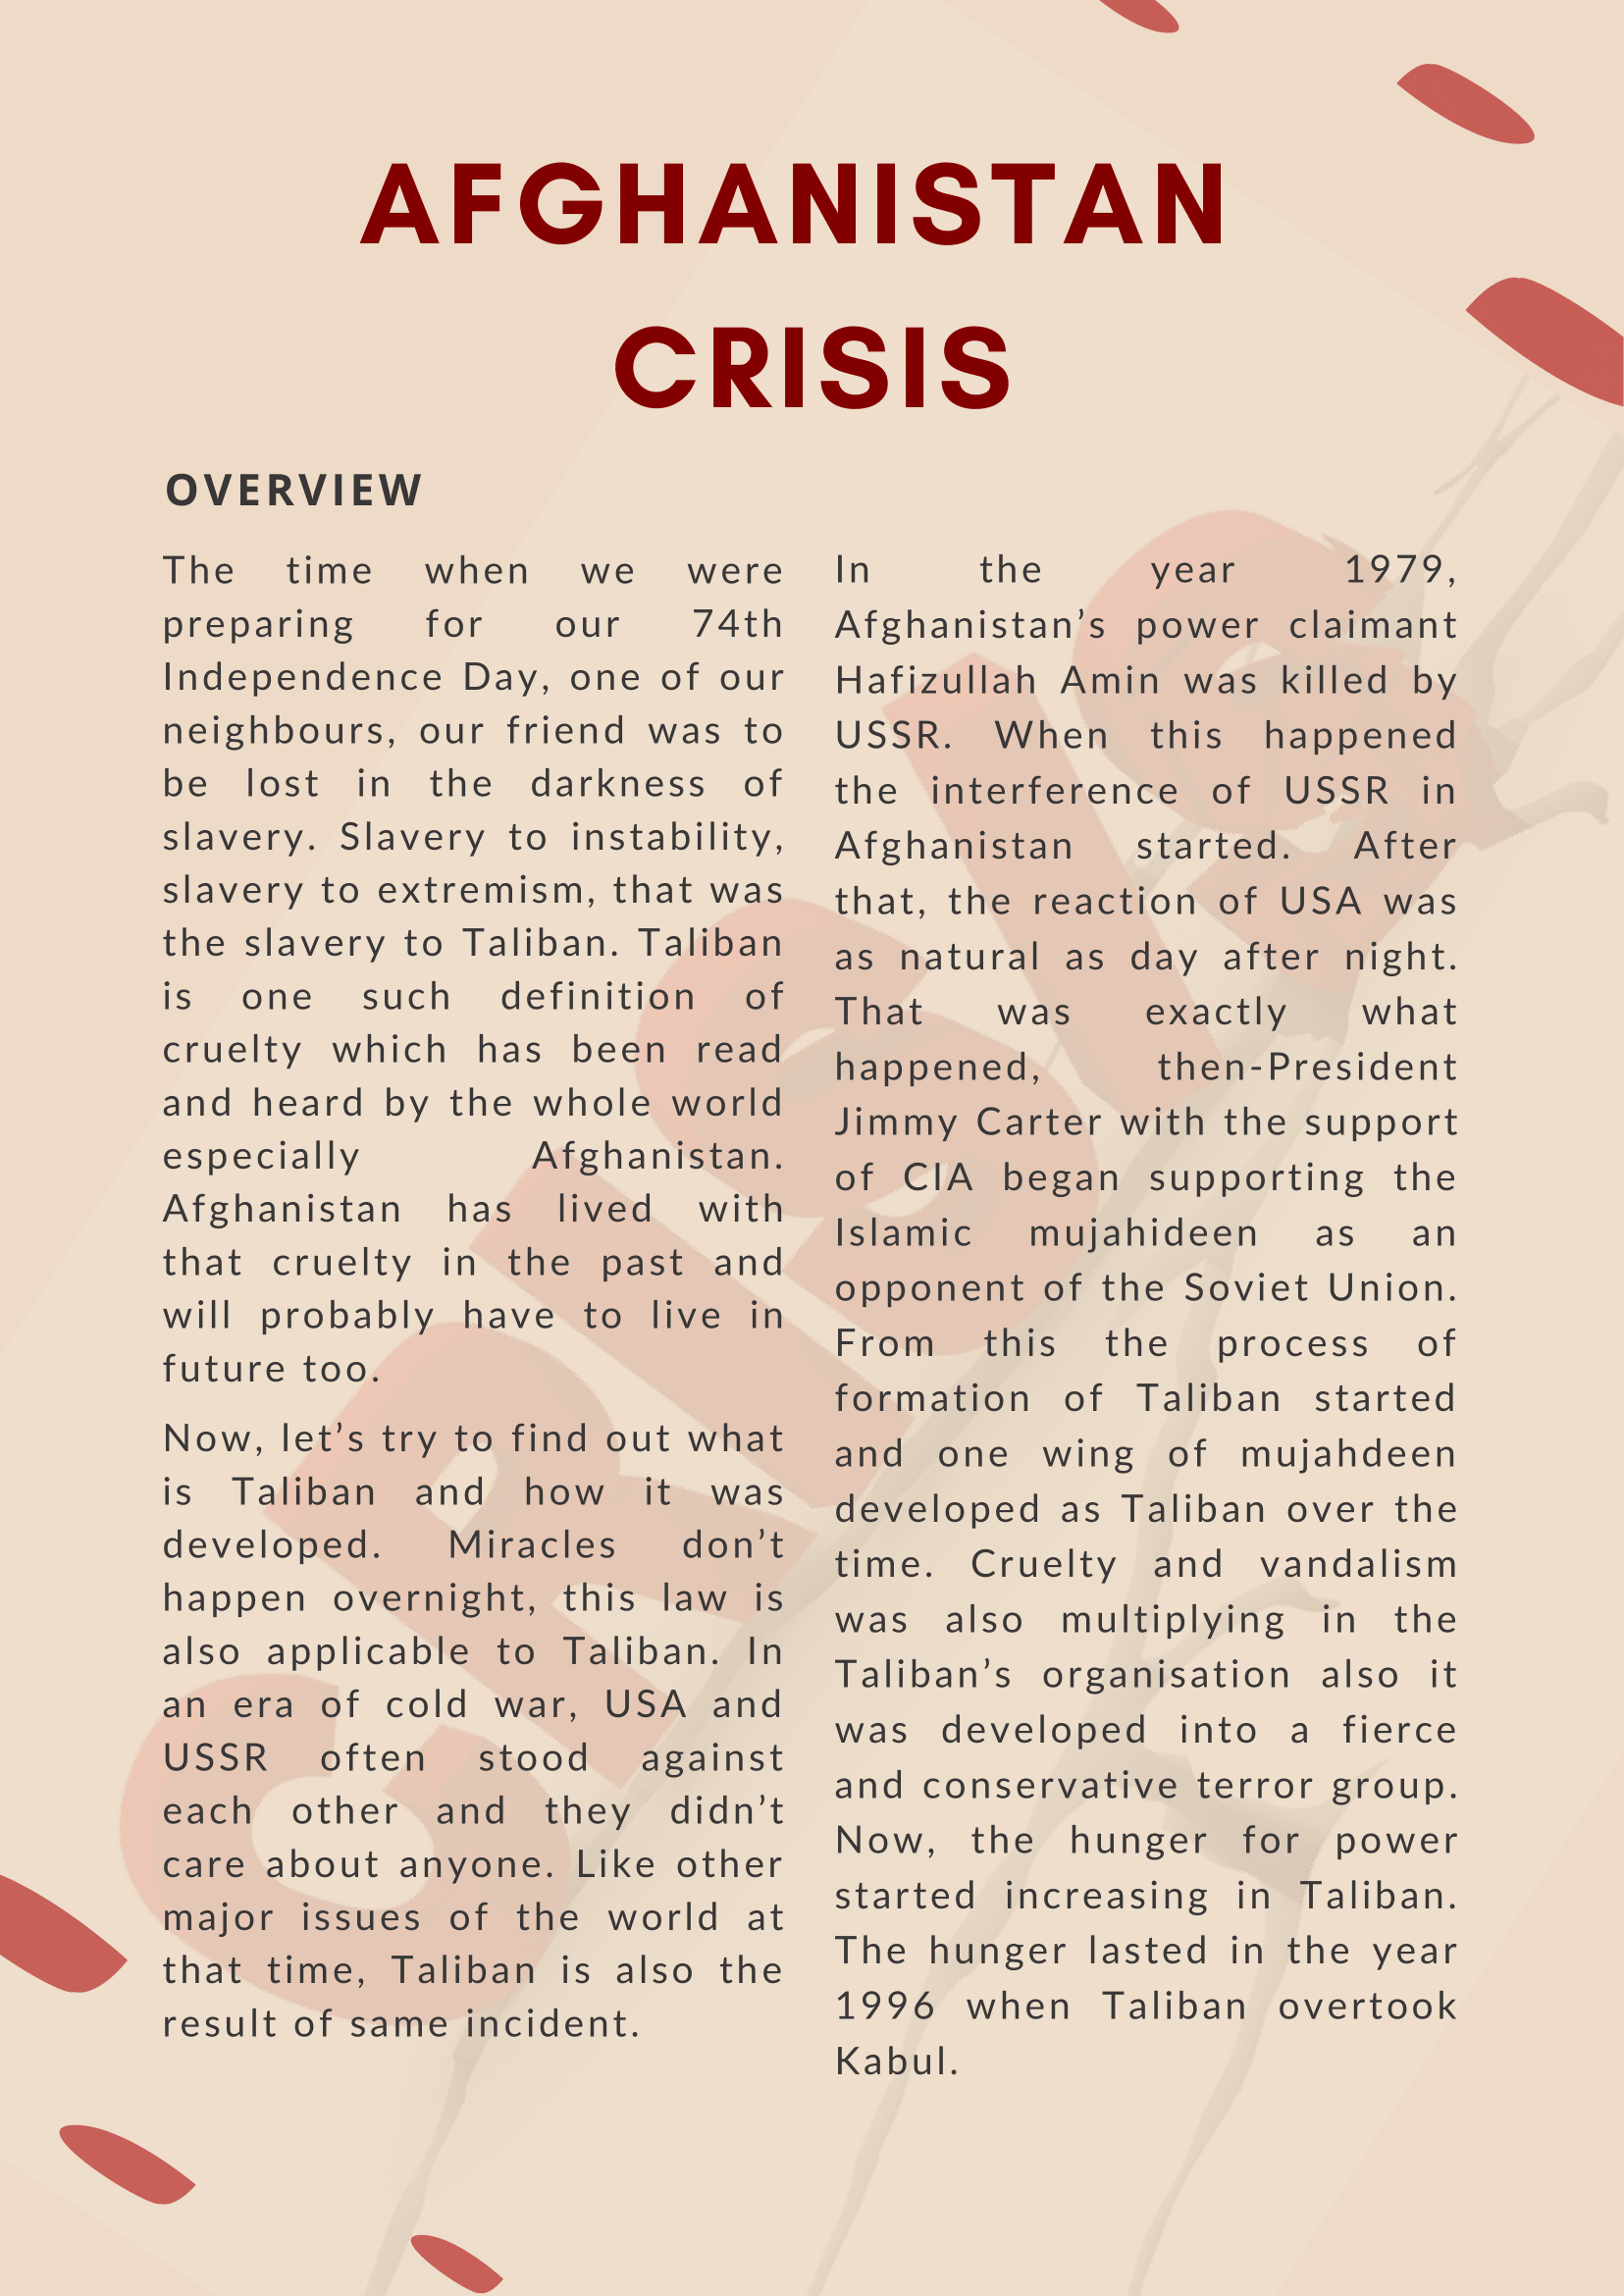 AFGHANISTAN
CRISIS
OVERVIEW
The time when we were
preparing for our 74th
Independence Day, one of our
neighbours, our friend was to
be lost in the darkness of
slavery. Slavery to instability,
slavery to extremism, that was
the slavery to Taliban. Taliban
is one such definition of
cruelty which has been read
and heard by the whole world
especially Afghanistan.
Afghanistan has lived with
that cruelty in the past and
will probably have to live in
future too.
Now, let’s try to find out what
is Taliban and how it was
developed. Miracles don’t
happen overnight, this law is
also applicable to Taliban. In
an era of cold war, USA and
USSR often stood against
each other and they didn’t
care about anyone. Like other
major issues of the world at
that time, Taliban is also the
result of same incident.
In the year 1979,
Afghanistan’s power claimant
Hafizullah Amin was killed by
USSR. When this happened
the interference of USSR in
Afghanistan started. After
that, the reaction of USA was
as natural as day after night.
That was exactly what
happened, then-President
Jimmy Carter with the support
of CIA began supporting the
Islamic mujahideen as an
opponent of the Soviet Union.
From this the process of
formation of Taliban started
and one wing of mujahdeen
developed as Taliban over the
time. Cruelty and vandalism
was also multiplying in the
Taliban’s organisation also it
was developed into a fierce
and conservative terror group.
Now, the hunger for power
started increasing in Taliban.
The hunger lasted in the year
1996 when Taliban overtook
Kabul.
CRISIS